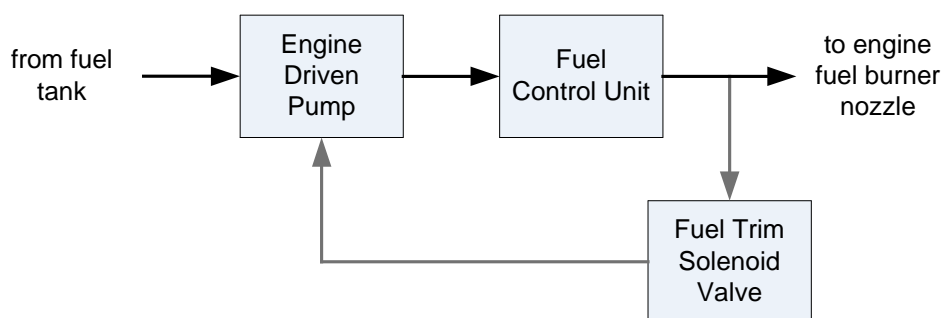 from fuel
tank
Engine
Driven
Pump
Fuel
Control Unit
to engine
fuel burner
nozzle
Fuel Trim
Solenoid
Valve